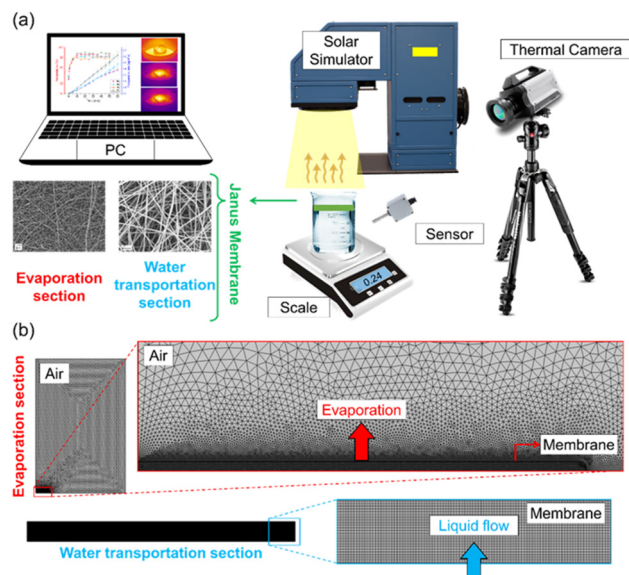 (a)
Solar
Simulator
Thermal Camera
PC
Janus Membrane
Sensor
Evaporation
section
Water
transportation
section
0.24
Scale
(b)
Evaporation section
Air
Air
Evaporation
Membrane
Membrane
Liquid flow
Water transportation section